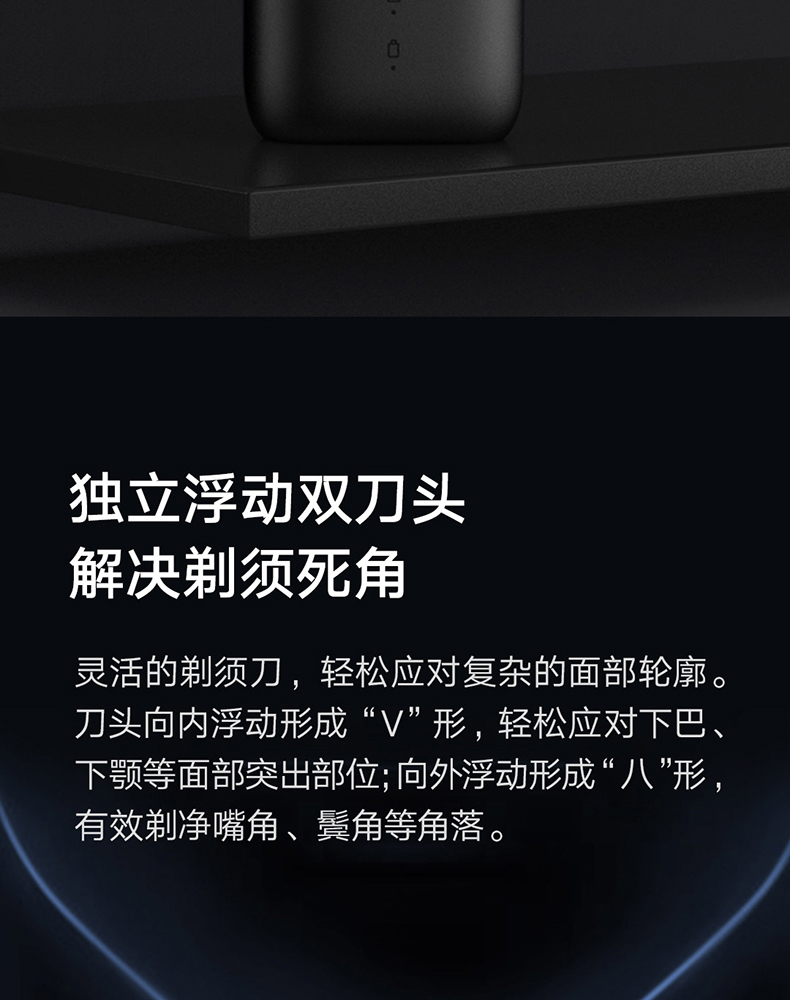 独立浮动双刀头
解决剃须死角
灵活的剃须刀，轻松应对复杂的面部轮廓。
刀头向内浮动形成“V”形，轻松应对下巴、
下颚等面部突出部位;向外浮动形成“八”形，
有效剃净嘴角、鬓角等角落。